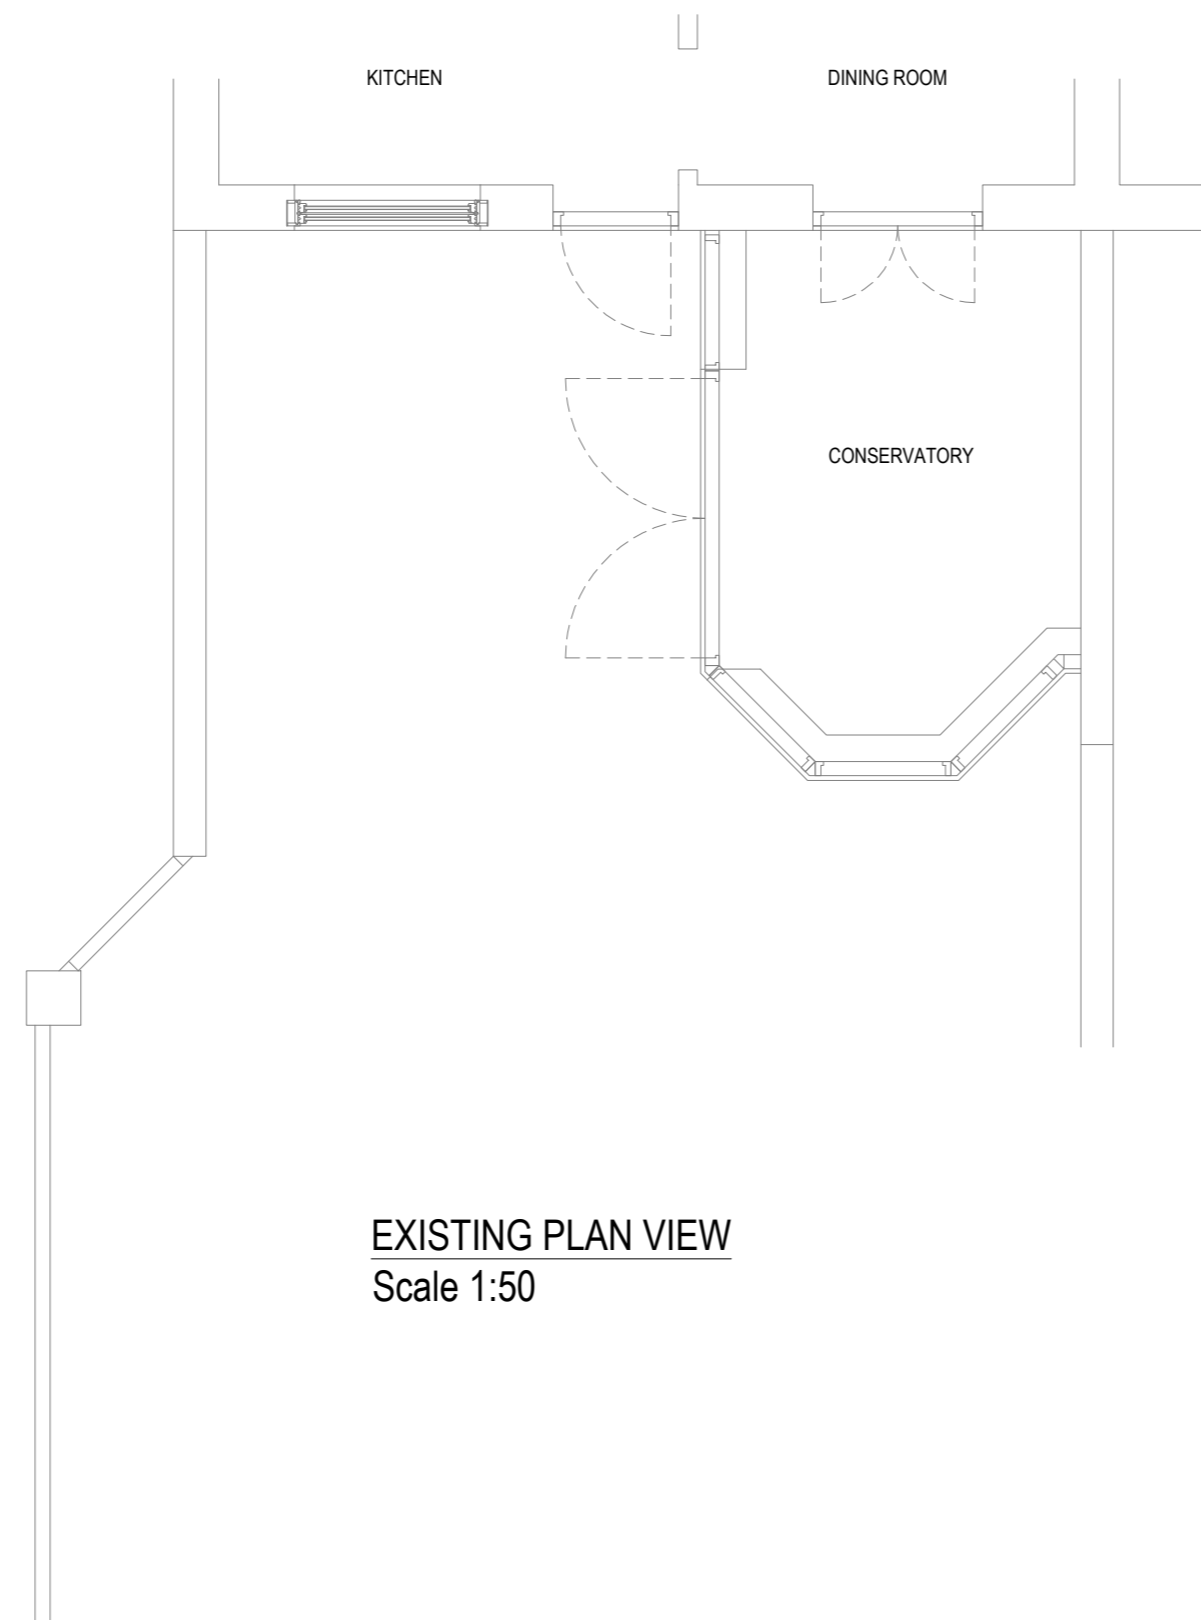 KITCHEN
DINING ROOM
CONSERVATORY
EXISTING PLAN VIEW
Scale 1:50